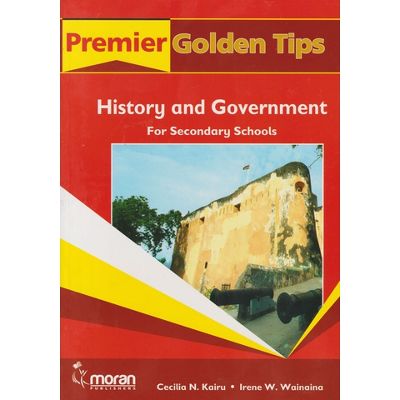 Premier Golden Tips
History and Government
For Secondary Schools
moran
PUBLISHERS
Cecilia N. Kairu • Irene W. Wainaina